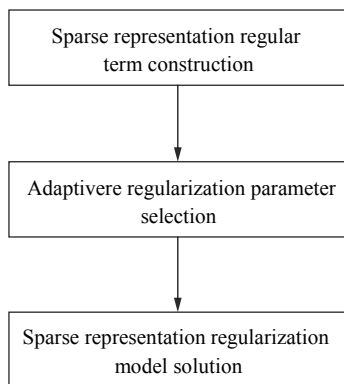 Sparse representation regular
term construction
Adaptivere regularization parameter
selection
Sparse representation regularization
model solution